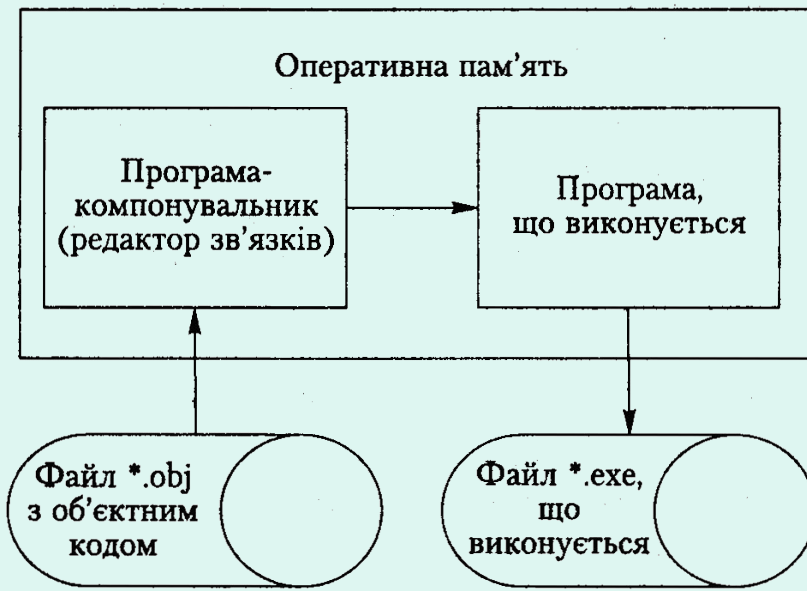 Оперативна пам'ять
Програма-
компонувальник
(редактор зв'язків)
Програма,
що виконується
Файл *.obj
з об'єктним
кодом
Файл *.exe,
що
виконується